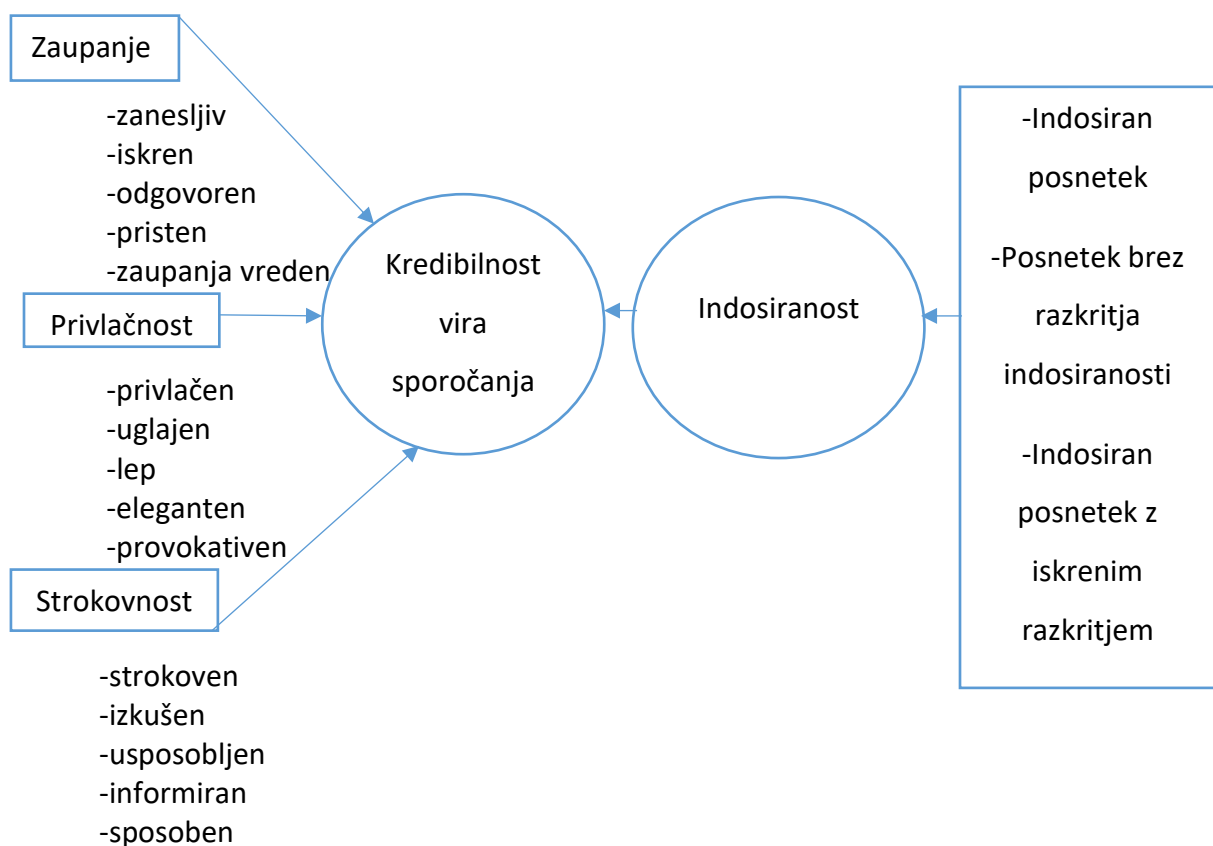 Zaupanje
-zanesljiv
-iskren
-odgovoren
-pristen
-zaupanja vreden
Privlačnost
-privlačen
-uglajen
-lep
-eleganten
-provokativen
Strokovnost
-strokoven
-izkušen
-usposobljen
-informiran
-sposoben
Kredibilnost
vira
sporočanja
Indosiranost
-Indosiran
posnetek
-Posnetek brez
razkritja
indosiranosti
-Indosiran
posnetek z
iskrenim
razkritjem